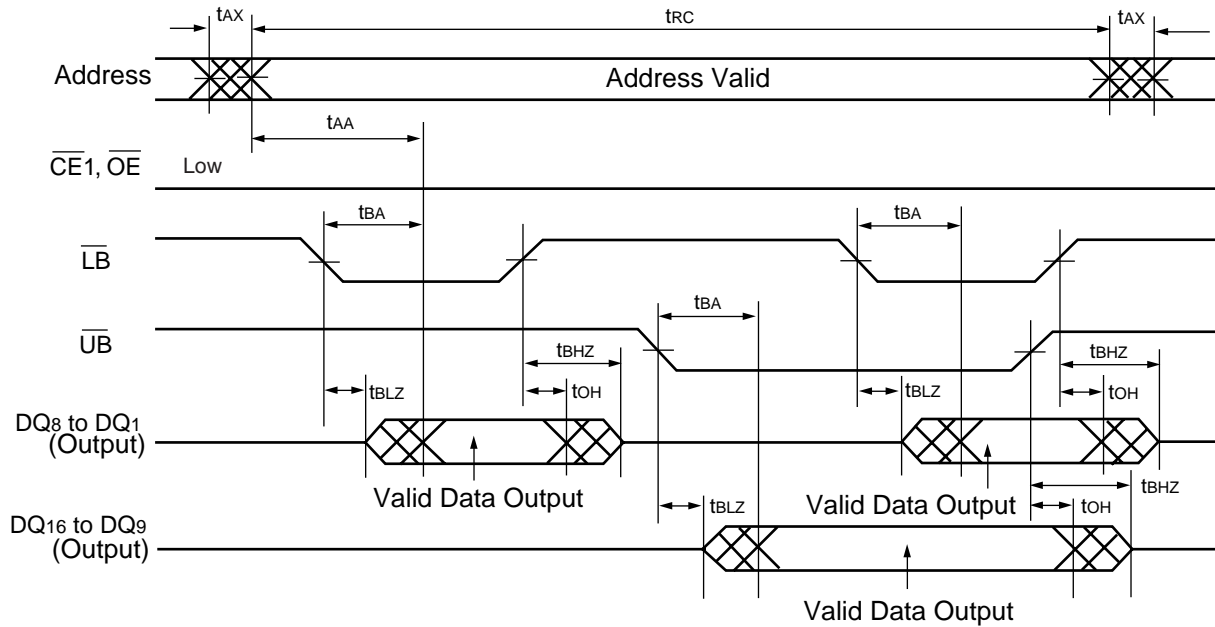 tAX tRC tAX
Address Address Valid
tAA
CE1, OE Low
tBA tBA
LB
tBA
UB
tBHZ tBHZ
tBLZ tOH tBLZ tOH
DQ8 to DQ1
(Output)
Valid Data Output Valid Data Output tBHZ
tBLZ tOH
DQ16 to DQ9
(Output)
Valid Data Output